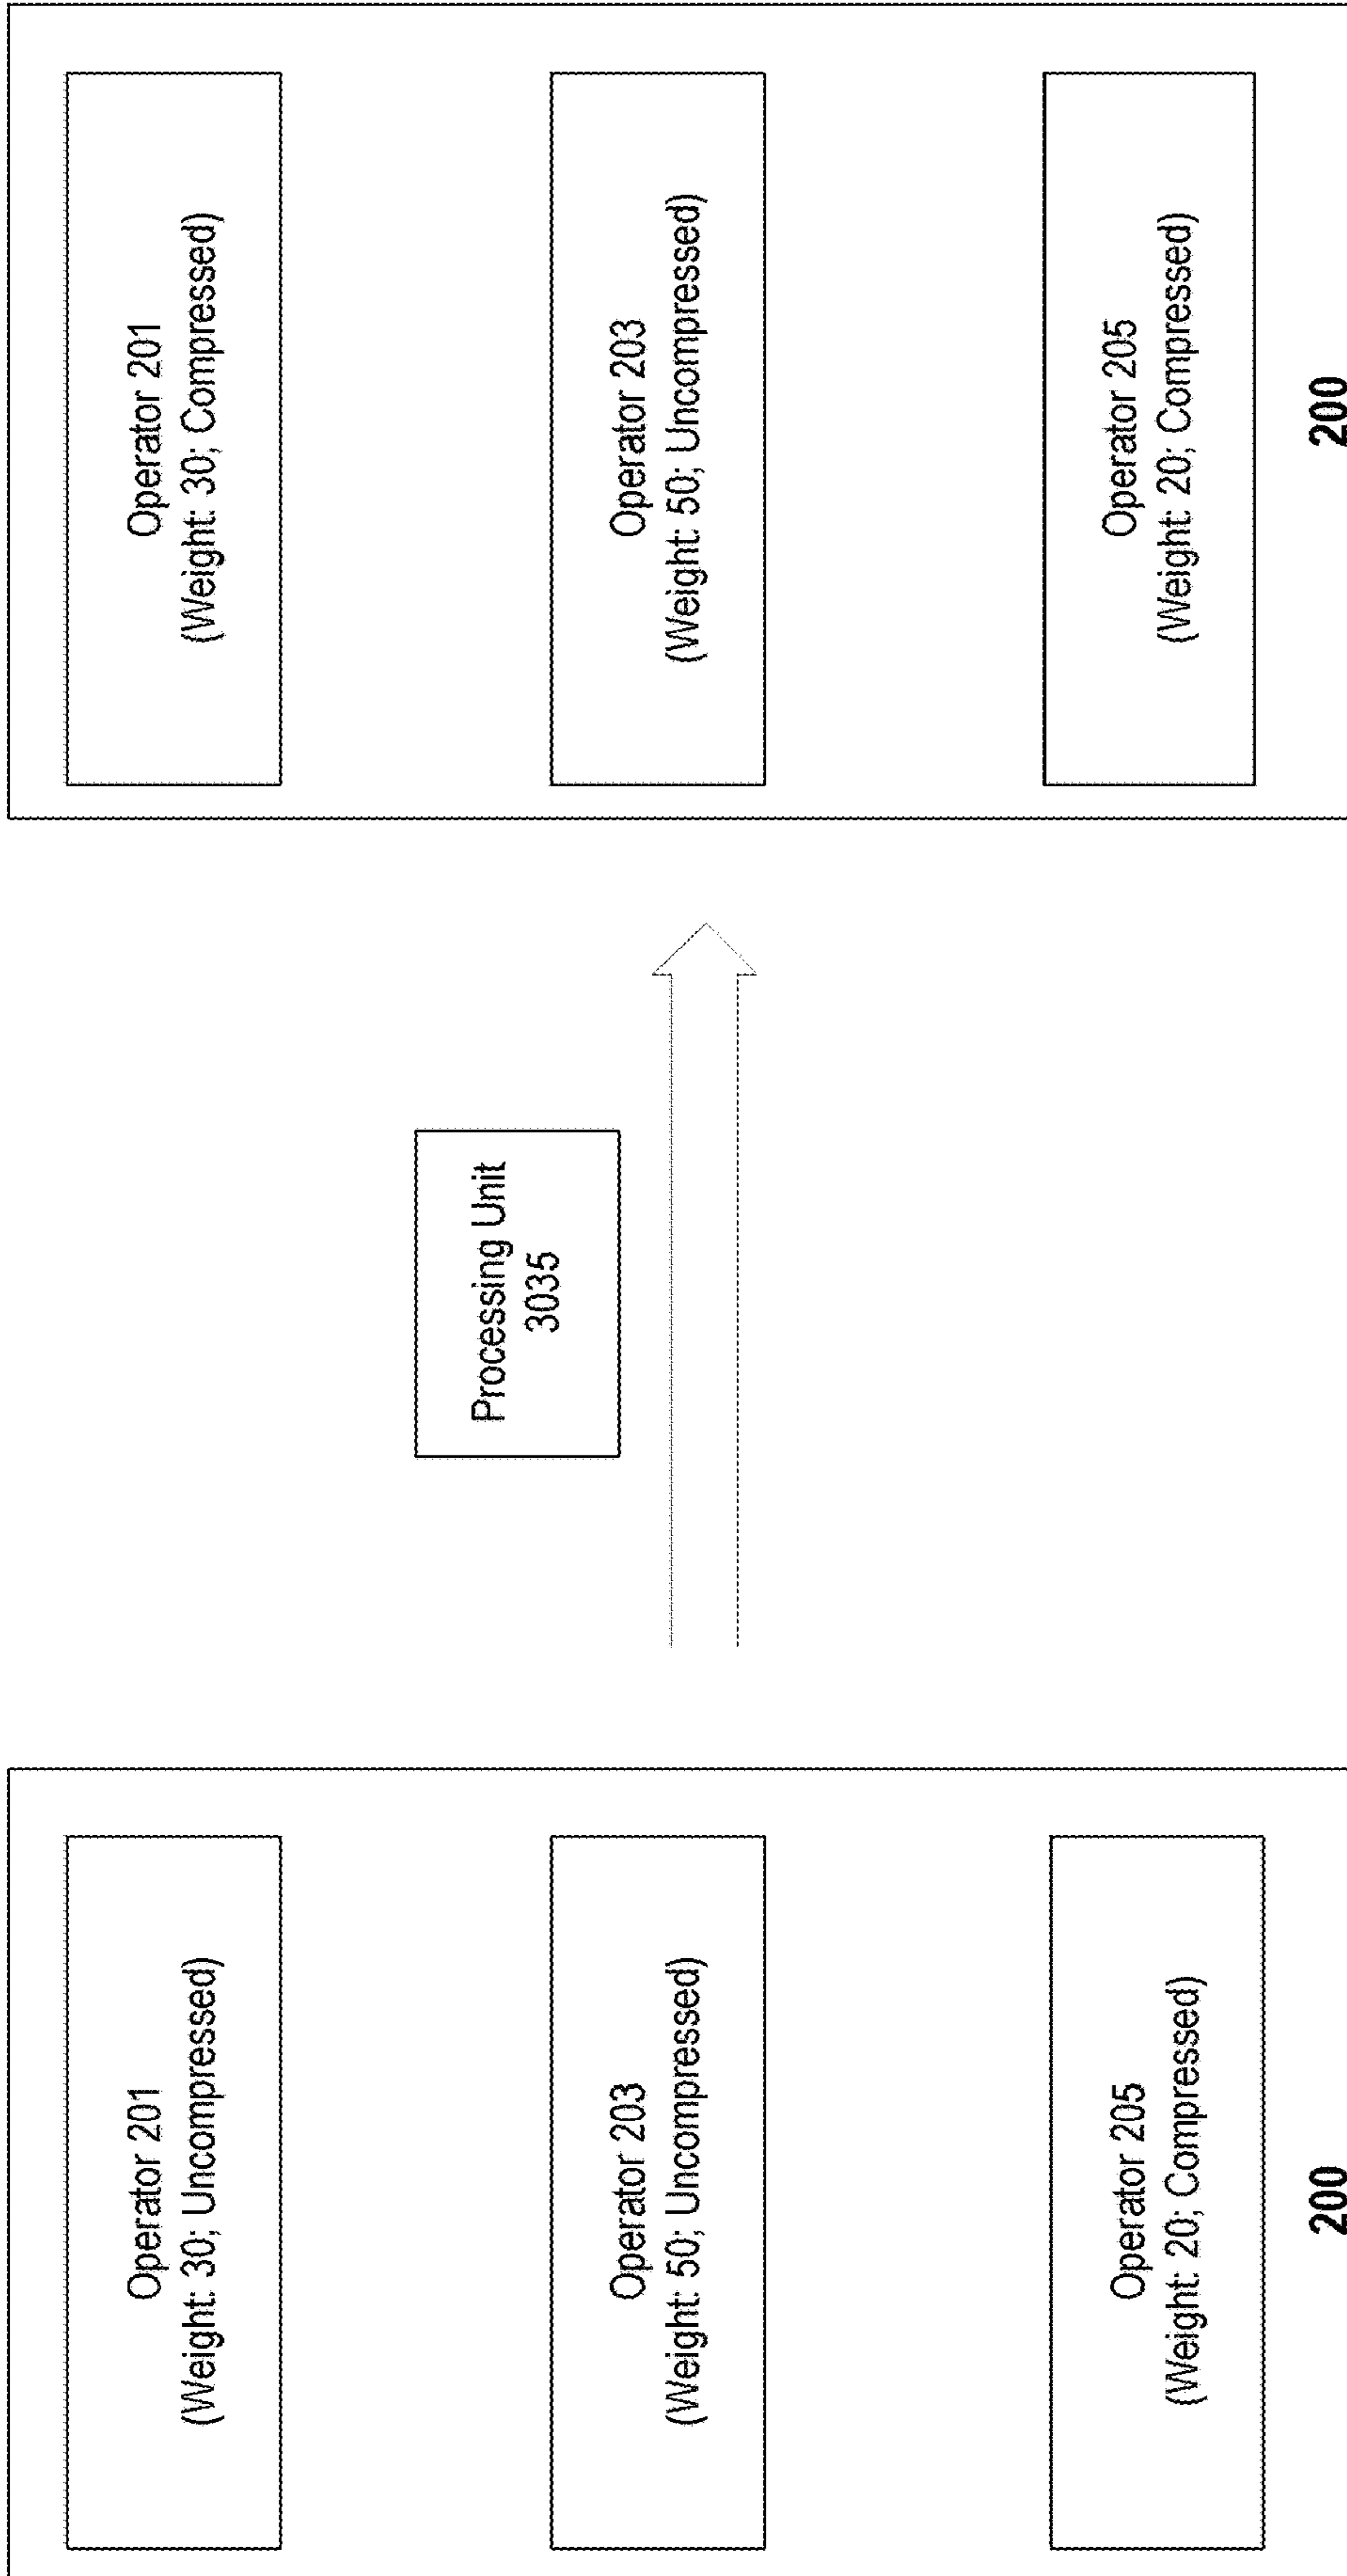 Operator 201
(Weight: 30; Uncompressed)
Operator 203
(Weight: 50; Uncompressed)
Operator 205
(Weight: 20; Compressed)
200
Processing Unit
3035
Operator 201
(Weight: 30; Compressed)
Operator 203
(Weight: 50; Uncompressed)
Operator 205
(Weight: 20; Compressed)
200